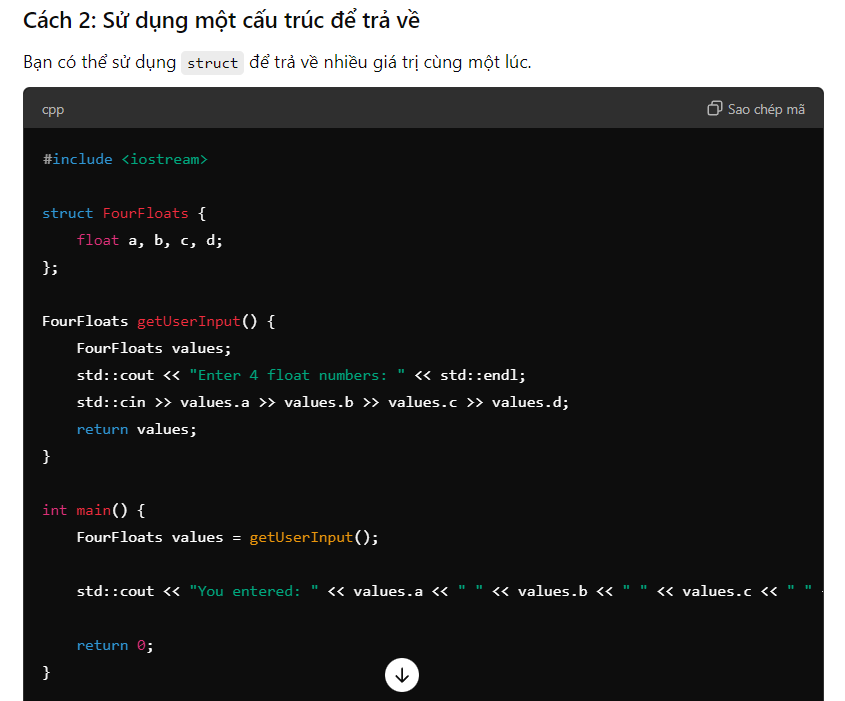 Cách 2: Sử dụng một cấu trúc để trả về
Bạn có thể sử dụng struct để trả về nhiều giá trị cùng một lúc.
cpp
Sao chép mã
#include <iostream>
struct FourFloats {
    float a, b, c, d;
};
FourFloats getUserInput() {
    FourFloats values;
    std::cout << "Enter 4 float numbers: " << std::endl;
    std::cin >> values.a >> values.b >> values.c >> values.d;
    return values;
}
int main() {
    FourFloats values = getUserInput();
    std::cout << "You entered: " << values.a << " " << values.b << " " << values.c << " "
    return 0;
}